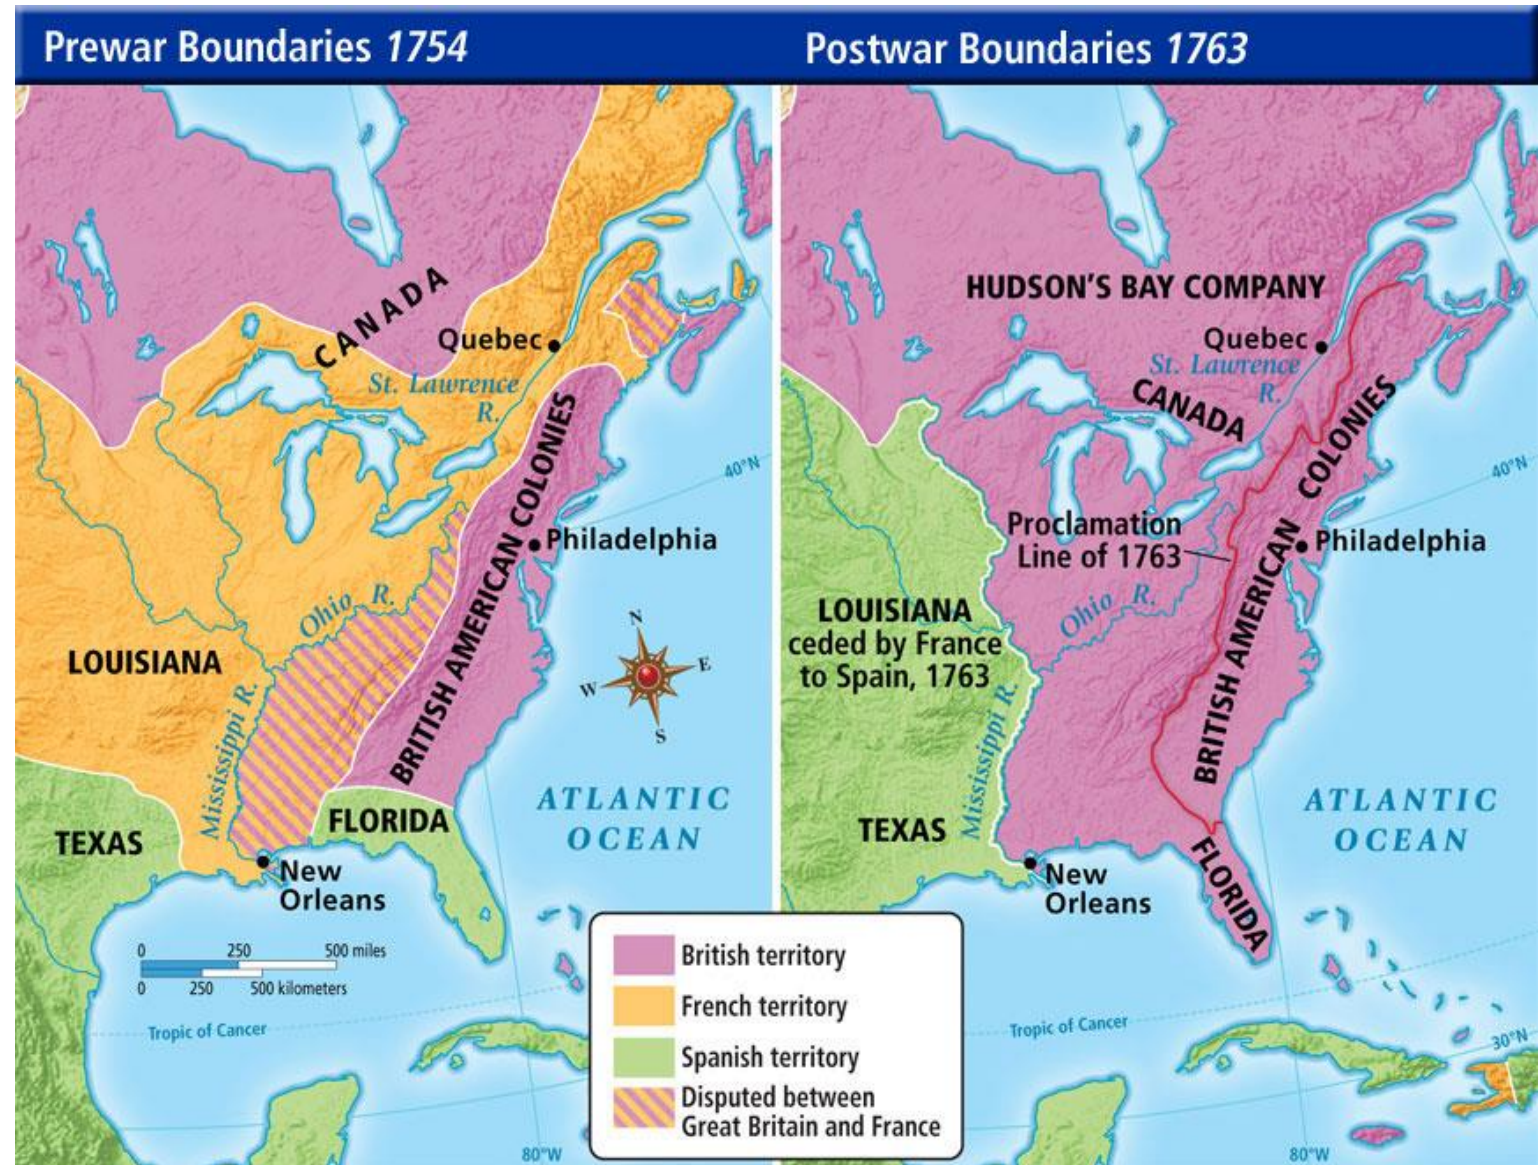 Prewar Boundaries 1754
CANADA
Quebec
St. Lawrence
R.
BRITISH AMERICAN COLONIES
40°N
Philadelphia
Ohio R.
LOUISIANA
Mississippi R.
N
E
W
S
ATLANTIC
OCEAN
TEXAS
FLORIDA
New
Orleans
0 250 500 miles
0 250 500 kilometers
Tropic of Cancer
80°W
British territory
French territory
Spanish territory
Disputed between
Great Britain and France
Postwar Boundaries 1763
HUDSON'S BAY COMPANY
Quebec
St. Lawrence
R.
CANADA
BRITISH AMERICAN COLONIES
40°N
Proclamation
Line of 1763
Philadelphia
Ohio R.
LOUISIANA
ceded by France
to Spain, 1763
Mississippi R.
ATLANTIC
OCEAN
TEXAS
FLORIDA
New
Orleans
Tropic of Cancer
30°N
80°W